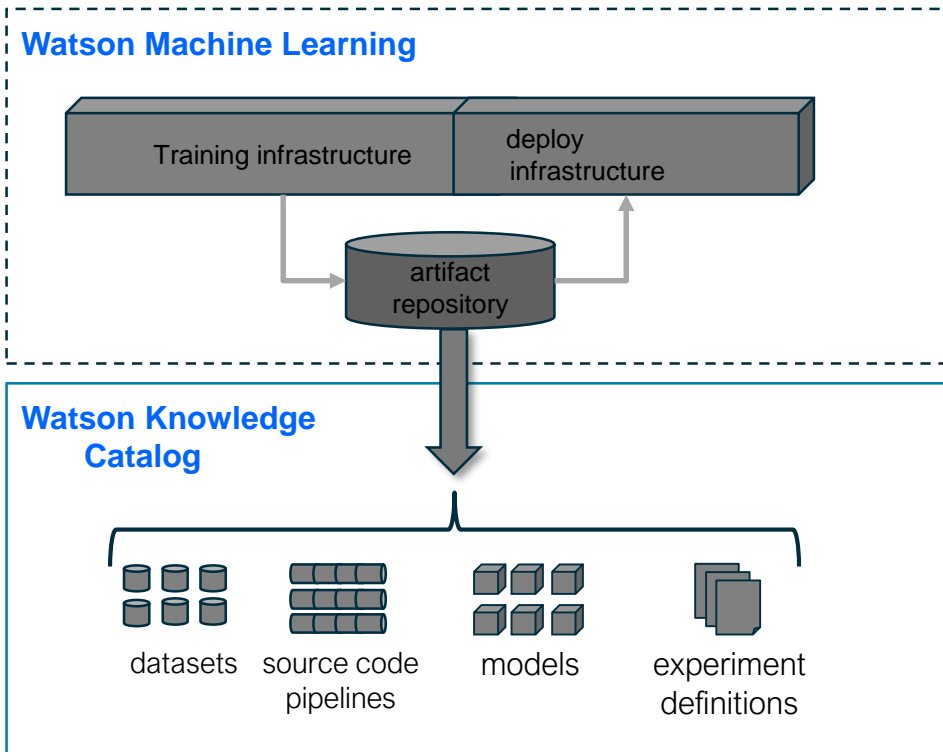 Watson Machine Learning
Training infrastructure
deploy
infrastructure
artifact
repository
Watson Knowledge
Catalog
datasets
source code
pipelines
models
experiment
definitions